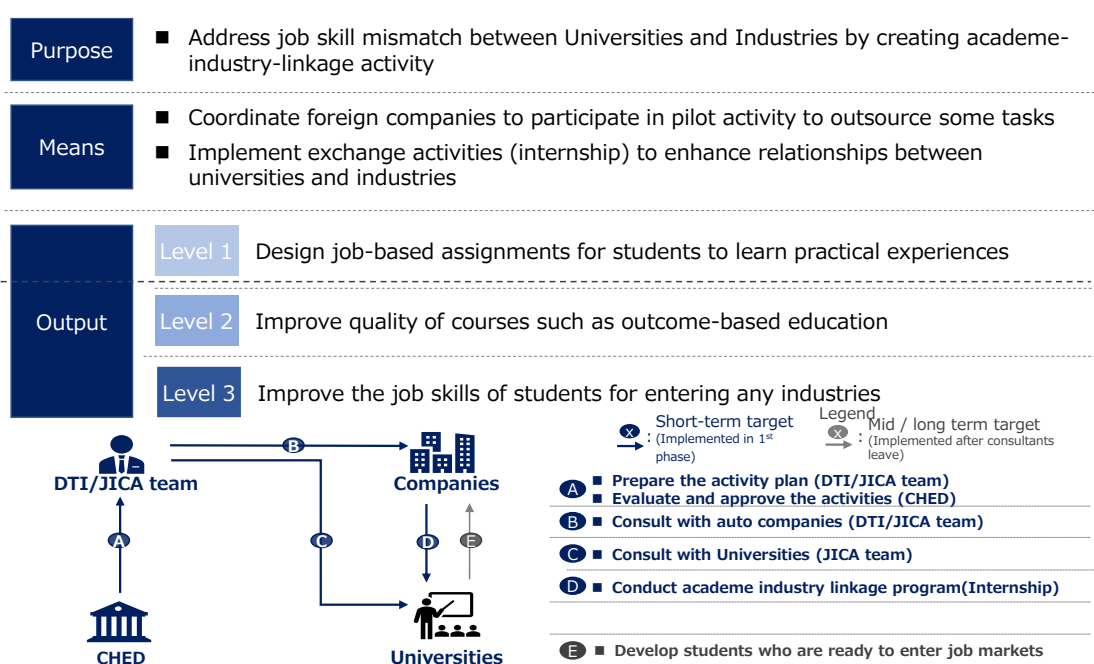 Purpose
■ Address job skill mismatch between Universities and Industries by creating academe-
industry-linkage activity
Means
■ Coordinate foreign companies to participate in pilot activity to outsource some tasks
■ Implement exchange activities (internship) to enhance relationships between
universities and industries
Output
Level 1
Design job-based assignments for students to learn practical experiences
Level 2
Improve quality of courses such as outcome-based education
Level 3
Improve the job skills of students for entering any industries
Legend
X : Short-term target
(Implemented in 1st
phase)
X : Mid / long term target
(Implemented after consultants
leave)
DTI/JICA team
B
Companies
A
C
D
E
CHED
Universities
A ■ Prepare the activity plan (DTI/JICA team)
■ Evaluate and approve the activities (CHED)
B ■ Consult with auto companies (DTI/JICA team)
C ■ Consult with Universities (JICA team)
D ■ Conduct academe industry linkage program(Internship)
E ■ Develop students who are ready to enter job markets